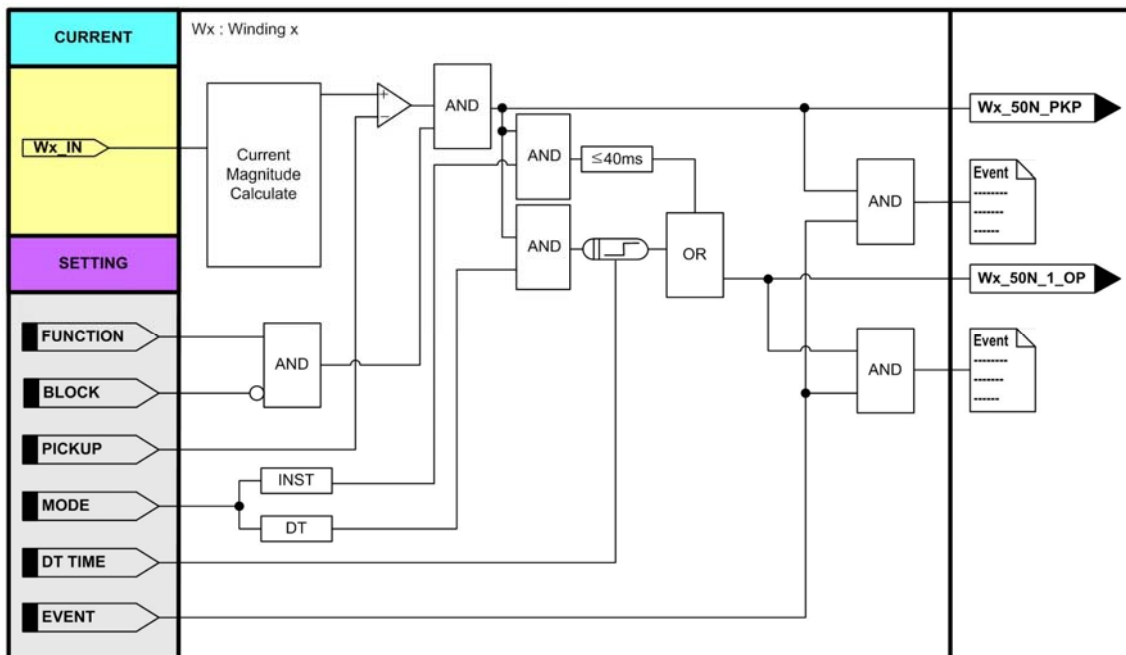 CURRENT
Wx : Winding x
Wx_IN
Current
Magnitude
Calculate
+
−
AND
AND
≤40ms
AND
OR
Wx_50N_PKP
AND
Event
--------
-------
------
Wx_50N_1_OP
AND
Event
--------
-------
------
SETTING
FUNCTION
AND
BLOCK
PICKUP
MODE
INST
DT
DT TIME
EVENT